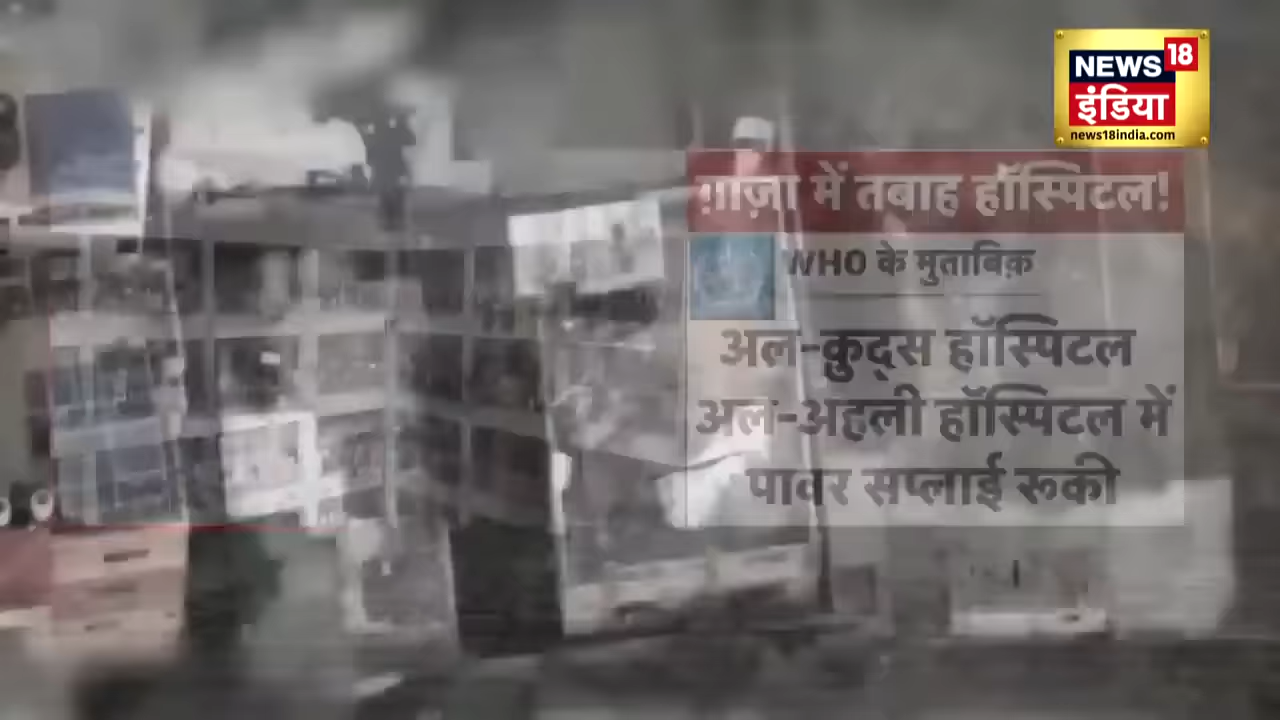 NEWS 18
इंडिया
news18india.com
ग़ाज़ा में तबाह हॉस्पिटल!
WHO के मुताबिक़
अल-क़ुद्स हॉस्पिटल
अल-अहली हॉस्पिटल में
पावर सप्लाई रूकी